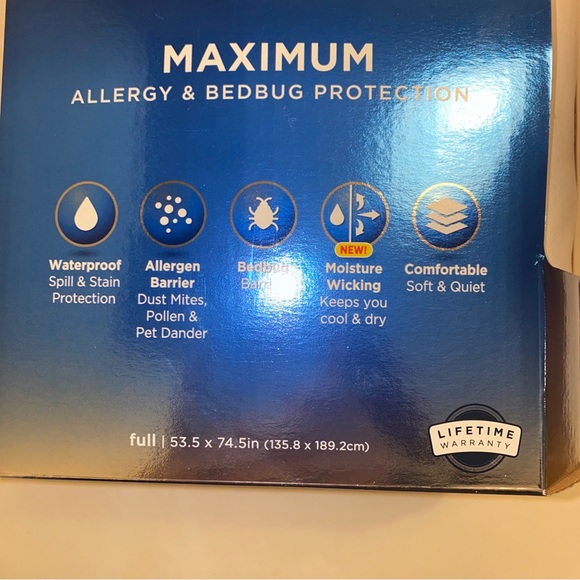 MAXIMUM
ALLERGY & BEDBUG PROTECTION
Waterproof
Spill & Stain
Protection
Allergen
Barrier
Dust Mites,
Pollen &
Pet Dander
Bedbug
Barrier
NEW!
Moisture
Wicking
Keeps you
cool & dry
Comfortable
Soft & Quiet
full | 53.5 x 74.5in (135.8 x 189.2cm)
LIFETIME
WARRANTY